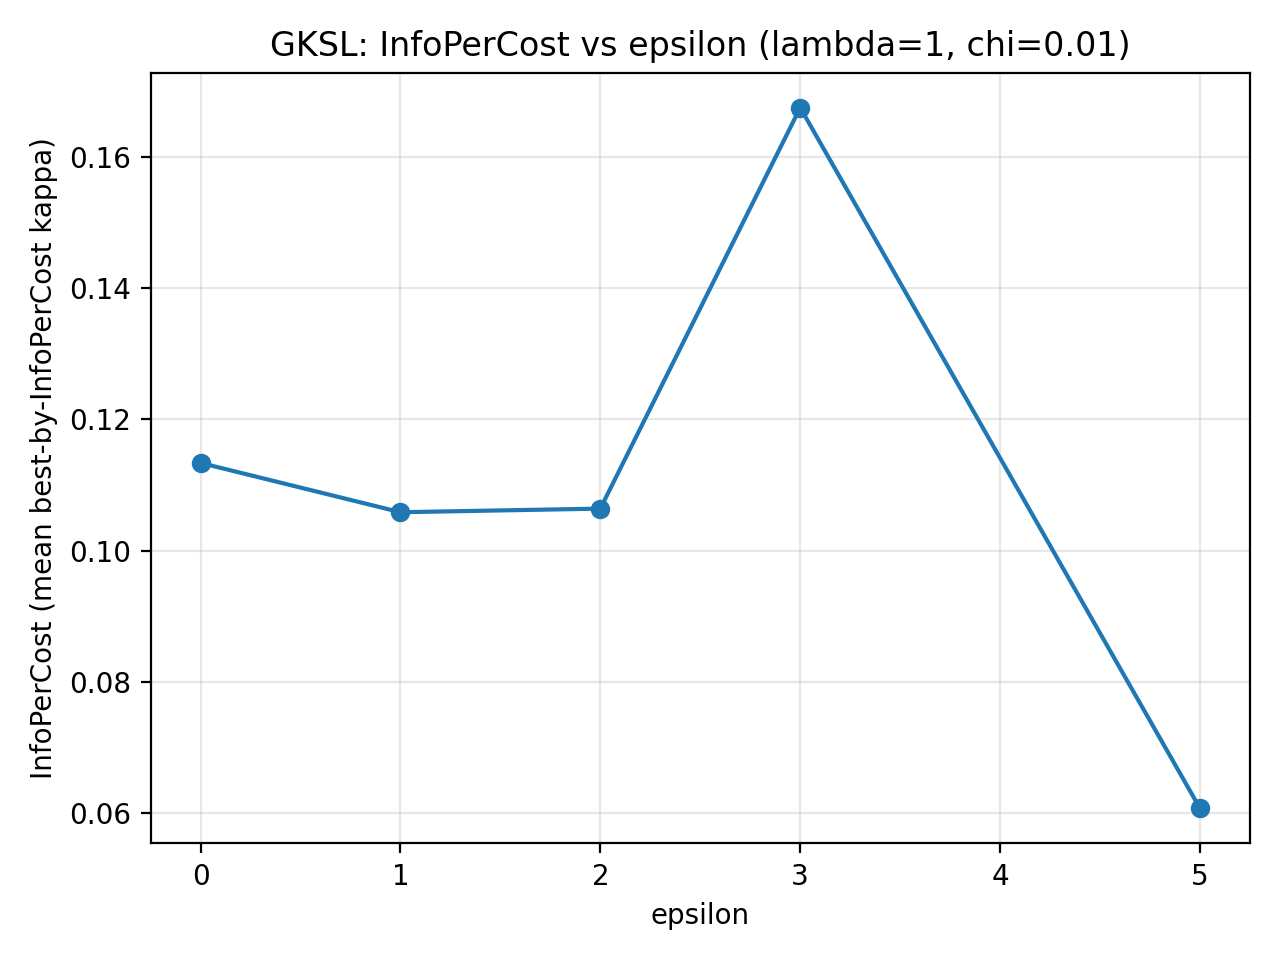 GKSL: InfoPerCost vs epsilon (lambda=1, chi=0.01)
InfoPerCost (mean best-by-InfoPerCost kappa)
0.16
0.14
0.12
0.10
0.08
0.06
0 1 2 3 4 5
epsilon